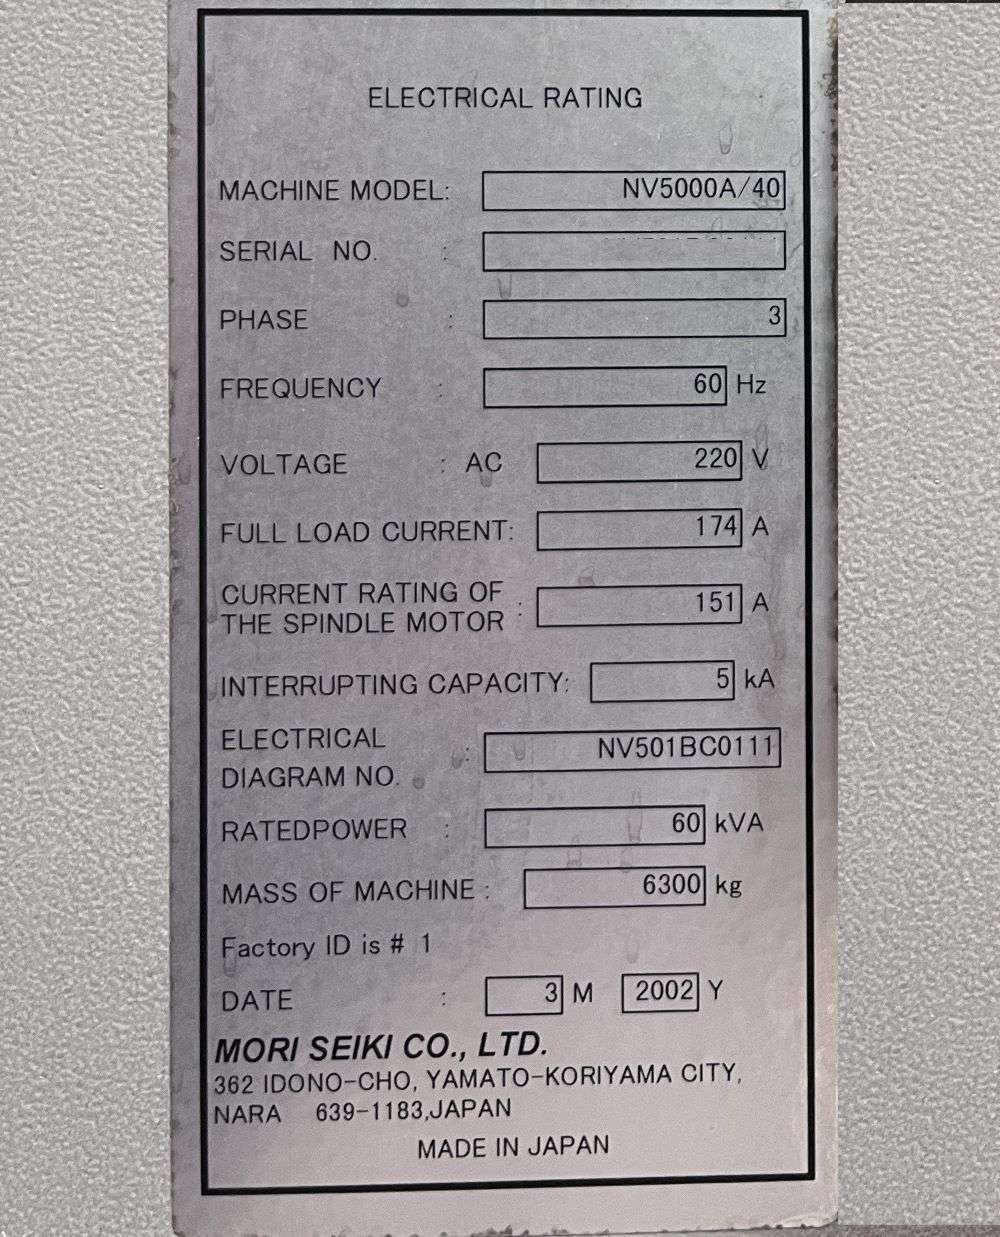 ELECTRICAL RATING
MACHINE MODEL: NV5000A/40
SERIAL NO. :
PHASE : 3
FREQUENCY : 60 Hz
VOLTAGE : AC 220 V
FULL LOAD CURRENT: 174 A
CURRENT RATING OF
THE SPINDLE MOTOR : 151 A
INTERRUPTING CAPACITY: 5 kA
ELECTRICAL
DIAGRAM NO. : NV501BC0111
RATEDPOWER : 60 kVA
MASS OF MACHINE : 6300 kg
Factory ID is # 1
DATE : 3 M 2002 Y
MORI SEIKI CO., LTD.
362 IDONO-CHO, YAMATO-KORIYAMA CITY,
NARA 639-1183,JAPAN
MADE IN JAPAN